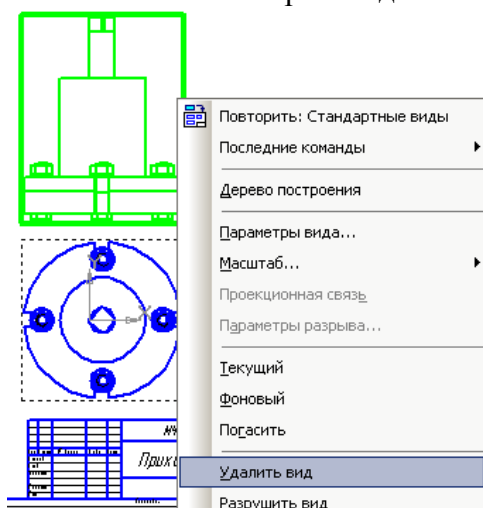 Повторить: Стандартные виды
Последние команды
Дерево построения
Параметры вида...
Масштаб...
Проекционная связь
Параметры разрыва...
Текущий
Фоновый
Погасить
Удалить вид
Разрушить вид